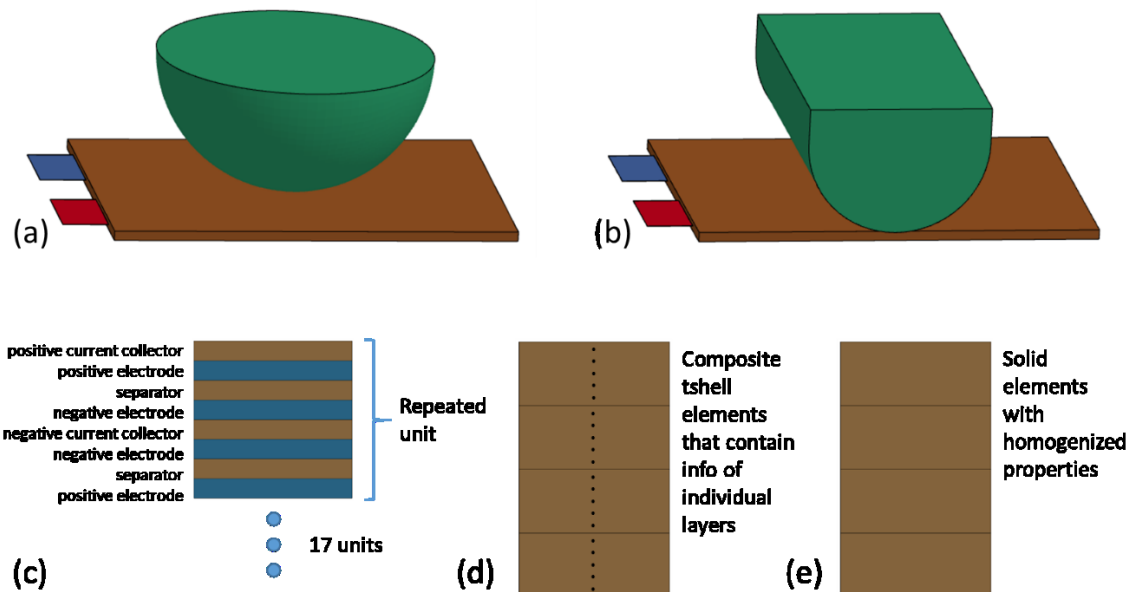 (a)
(b)
positive current collector
positive electrode
separator
negative electrode
negative current collector
negative electrode
separator
positive electrode
Repeated
unit
17 units
(c)
Composite
tshell
elements
that contain
info of
individual
layers
(d)
Solid
elements
with
homogenized
properties
(e)